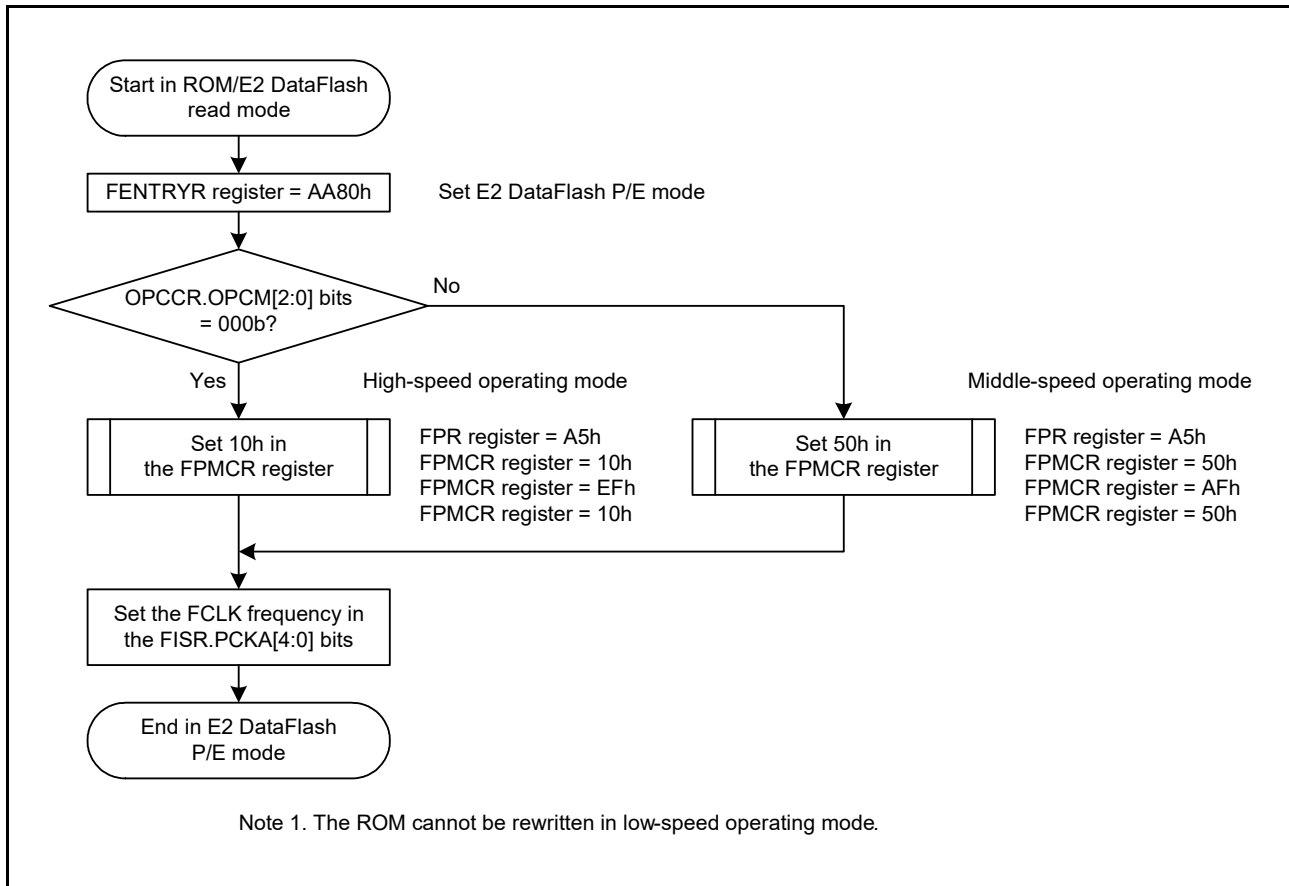 Start in ROM/E2 DataFlash
read mode
FENTRYR register = AA80h
Set E2 DataFlash P/E mode
OPCCR.OPCM[2:0] bits
= 000b?
No
Yes
High-speed operating mode
Middle-speed operating mode
Set 10h in
the FPMCR register
FPR register = A5h
FPMCR register = 10h
FPMCR register = EFh
FPMCR register = 10h
Set 50h in
the FPMCR register
FPR register = A5h
FPMCR register = 50h
FPMCR register = AFh
FPMCR register = 50h
Set the FCLK frequency in
the FISR.PCKA[4:0] bits
End in E2 DataFlash
P/E mode
Note 1. The ROM cannot be rewritten in low-speed operating mode.